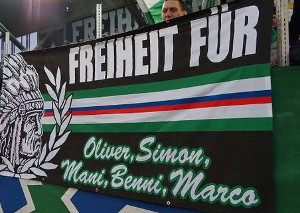 FREIHEIT FÜR
Oliver, Simon,
Mani, Benni, Marco